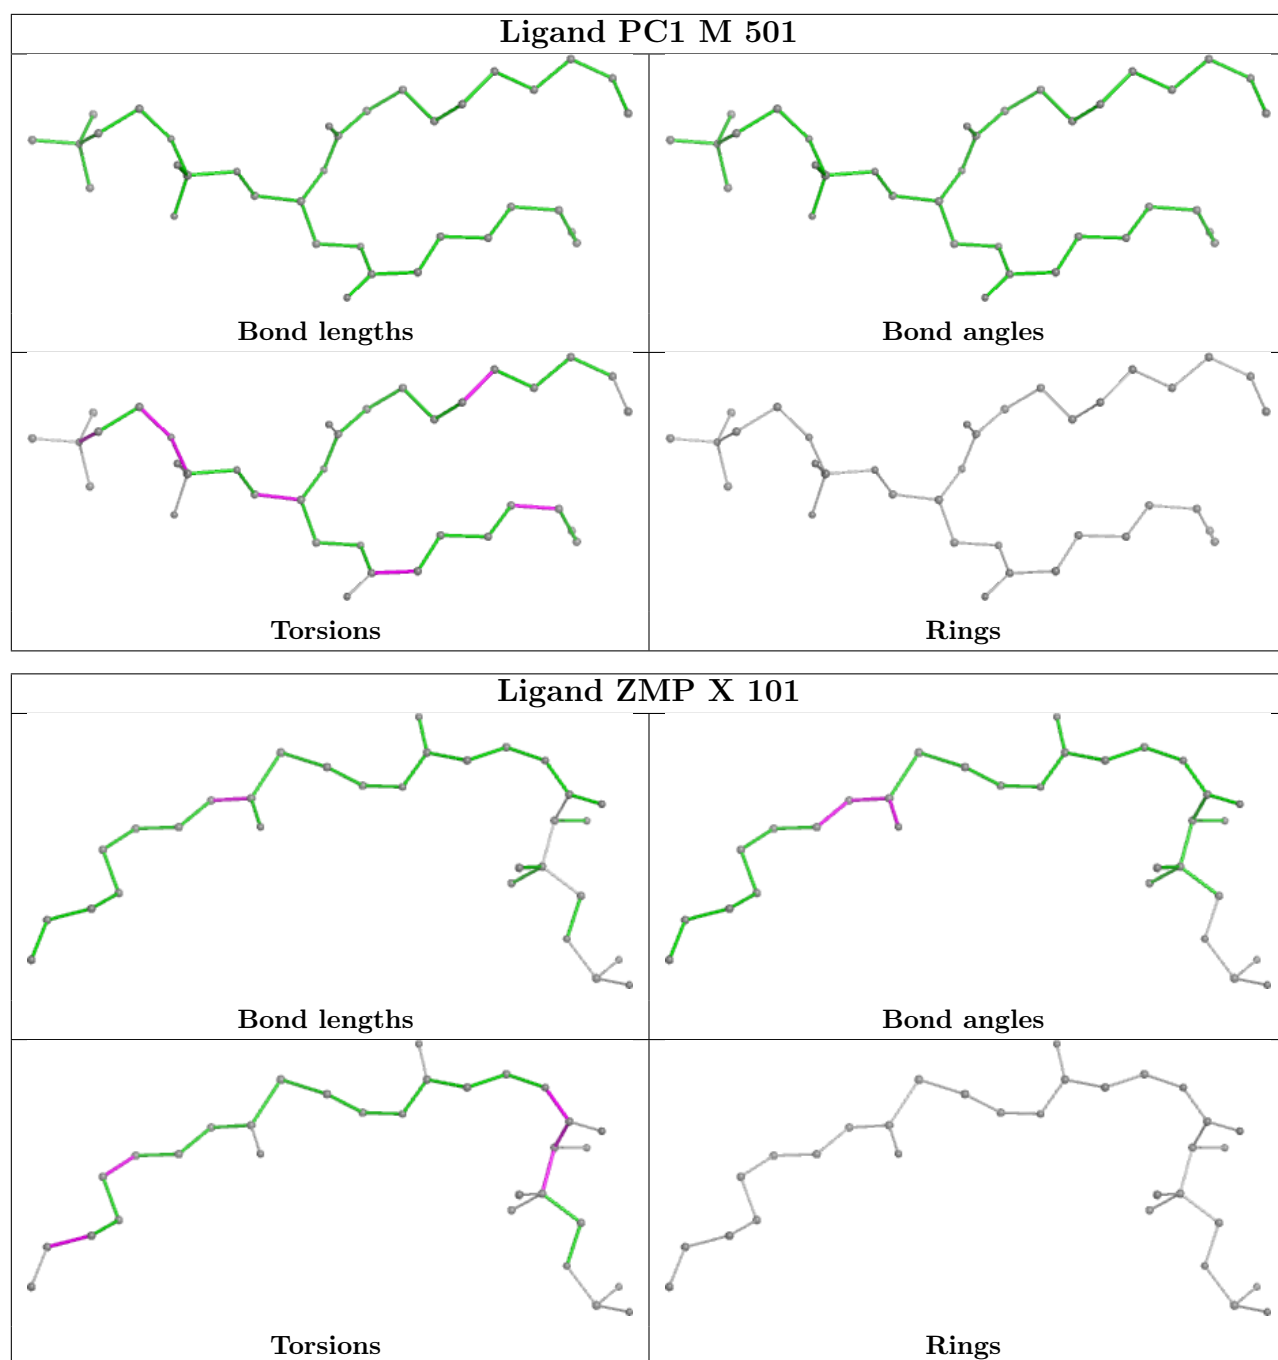 Ligand PC1 M 501
Bond lengths
Bond angles
Torsions
Rings
Ligand ZMP X 101
Bond lengths
Bond angles
Torsions
Rings